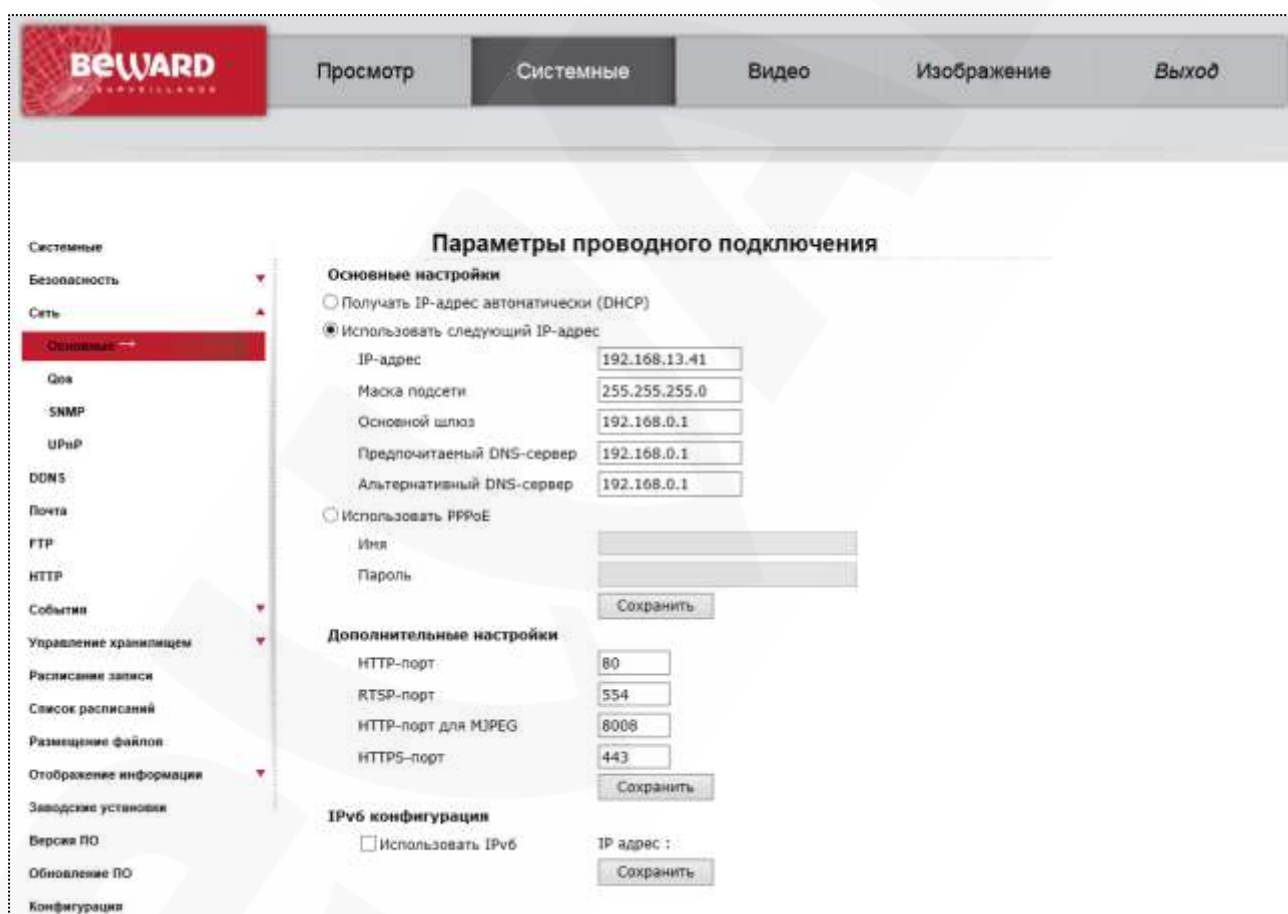 BEWARD
IP SURVEILLANCE
Просмотр
Системные
Видео
Изображение
Выход
Системные
Безопасность
Сеть
Основные →
Qos
SNMP
UPnP
DDNS
Почта
FTP
HTTP
События
Управление хранилищем
Расписание записи
Список расписаний
Размещение файлов
Отображение информации
Заводские установки
Версия ПО
Обновление ПО
Конфигурация
Параметры проводного подключения
Основные настройки
Получать IP-адрес автоматически (DHCP)
Использовать следующий IP-адрес
IP-адрес 192.168.13.41
Маска подсети 255.255.255.0
Основной шлюз 192.168.0.1
Предпочитаемый DNS-сервер 192.168.0.1
Альтернативный DNS-сервер 192.168.0.1
Использовать PPPoE
Имя
Пароль
Сохранить
Дополнительные настройки
HTTP-порт 80
RTSP-порт 554
HTTP-порт для MJPEG 8008
HTTPS-порт 443
Сохранить
IPv6 конфигурация
Использовать IPv6 IP адрес :
Сохранить